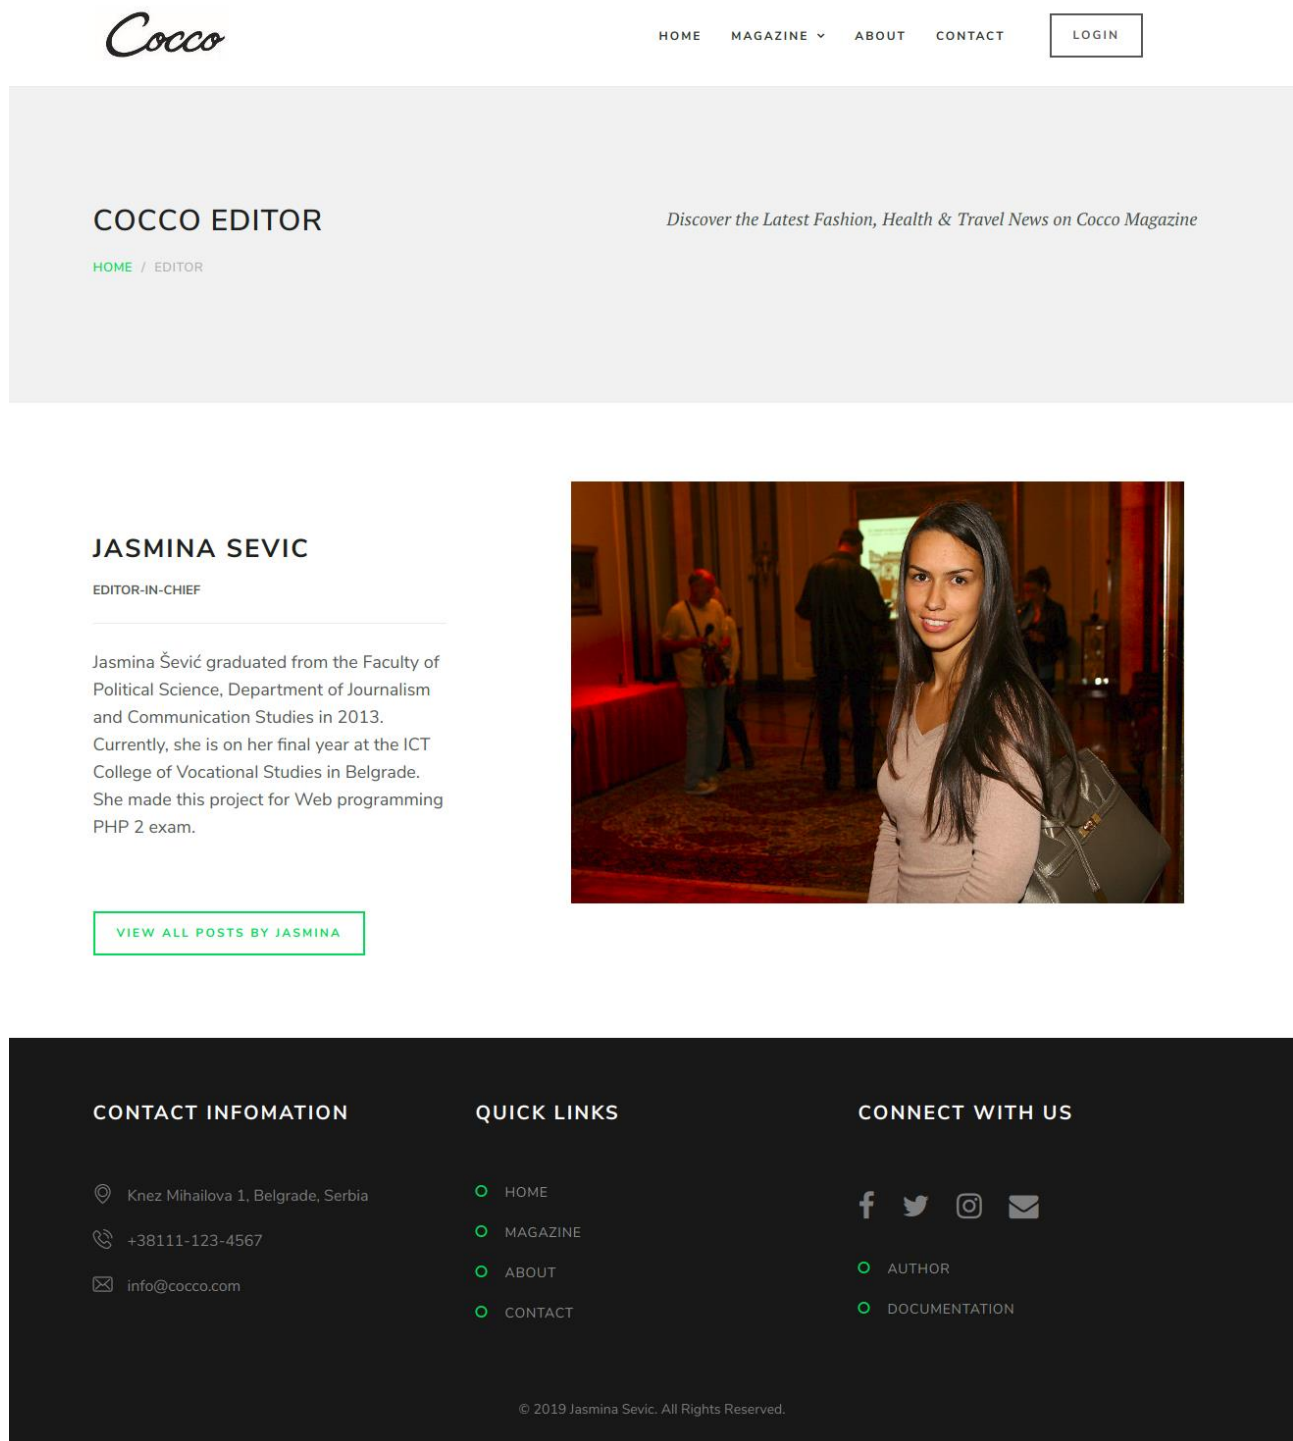 Cocco
HOME MAGAZINE ABOUT CONTACT LOGIN
COCCO EDITOR
Discover the Latest Fashion, Health & Travel News on Cocco Magazine
HOME / EDITOR
JASMINA SEVIC
EDITOR-IN-CHIEF
Jasmina Šević graduated from the Faculty of
Political Science, Department of Journalism
and Communication Studies in 2013.
Currently, she is on her final year at the ICT
College of Vocational Studies in Belgrade.
She made this project for Web programming
PHP 2 exam.
VIEW ALL POSTS BY JASMINA
CONTACT INFOMATION
Knez Mihailova 1, Belgrade, Serbia
+38111-123-4567
info@cocco.com
QUICK LINKS
HOME
MAGAZINE
ABOUT
CONTACT
CONNECT WITH US
AUTHOR
DOCUMENTATION
© 2019 Jasmina Sevic. All Rights Reserved.